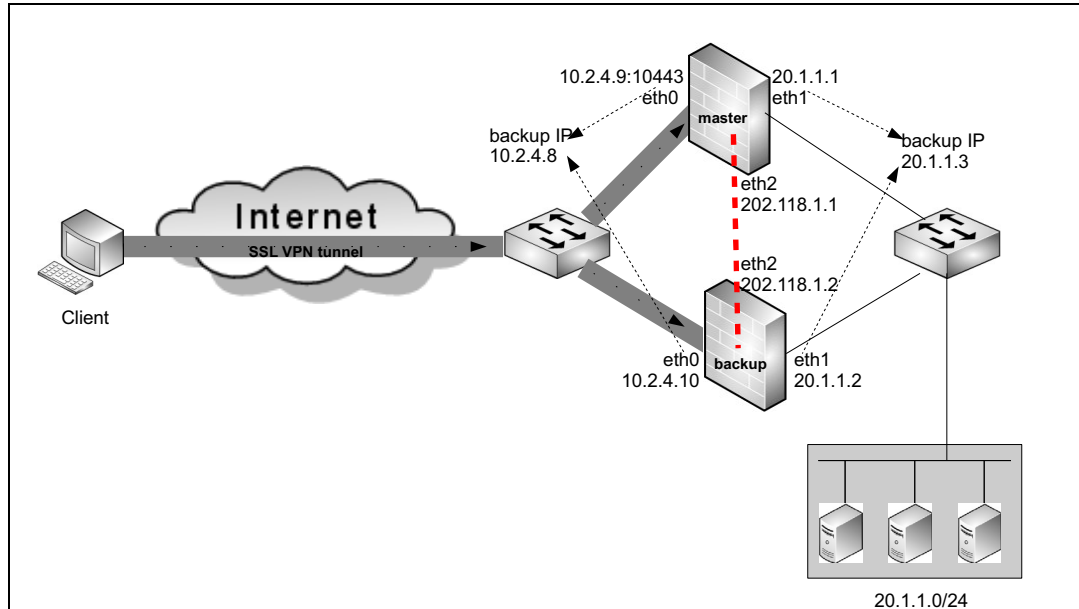 10.2.4.9:10443
eth0
20.1.1.1
eth1
master
backup IP
10.2.4.8
backup IP
20.1.1.3
eth2
202.118.1.1
Internet
SSL VPN tunnel
Client
eth2
202.118.1.2
eth0
10.2.4.10
backup
eth1
20.1.1.2
20.1.1.0/24